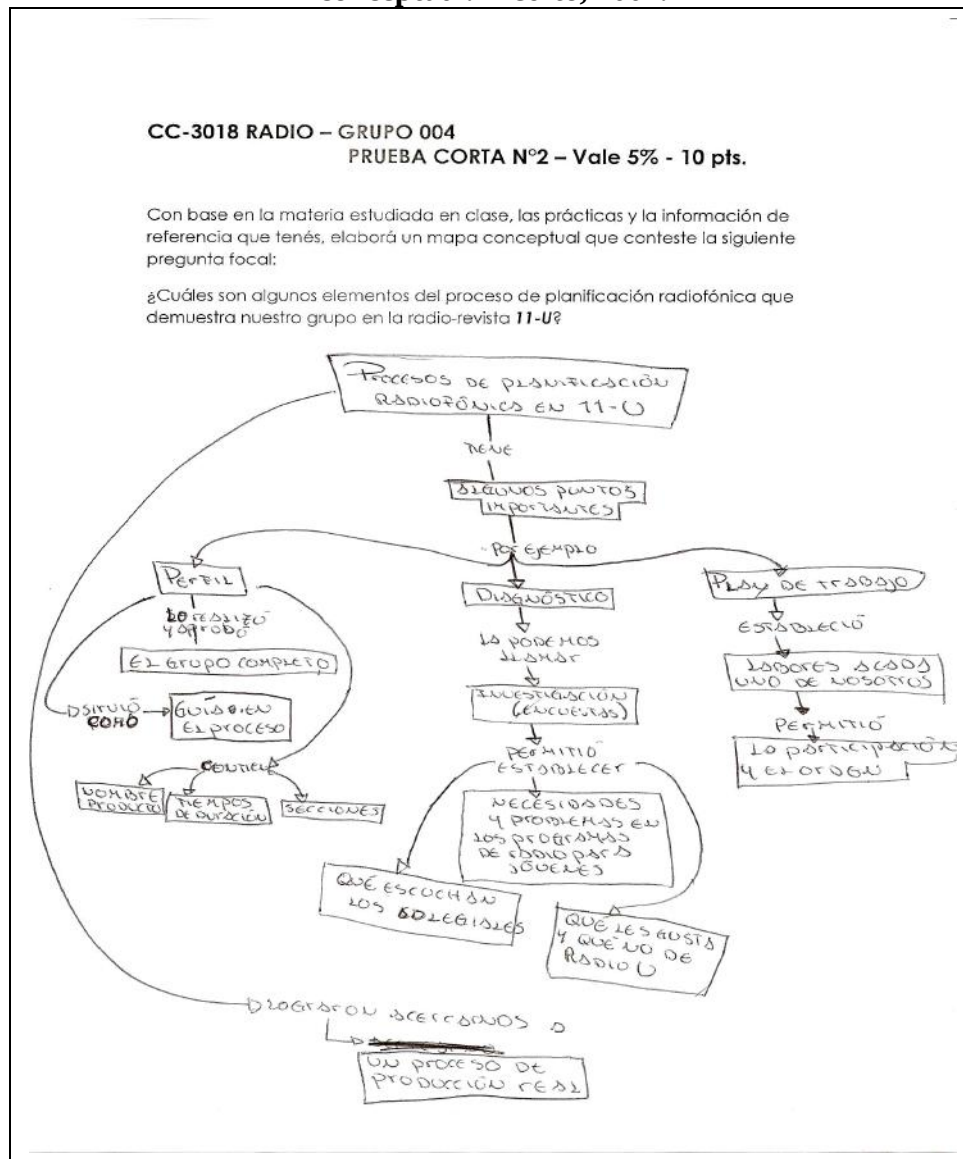 CC-3018 RADIO – GRUPO 004
PRUEBA CORTA N°2 – Vale 5% - 10 pts.
Con base en la materia estudiada en clase, las prácticas y la información de
referencia que tenés, elaborá un mapa conceptual que conteste la siguiente
pregunta focal:
¿Cuáles son algunos elementos del proceso de planificación radiofónica que
demuestra nuestro grupo en la radio-revista 11-U?
PROCESOS DE PLANIFICACIÓN
RADIOFÓNICA EN 11-U
TIENE
ALGUNOS PUNTOS
IMPORTANTES
POR EJEMPLO
PERFIL
LO REALIZÓ
Y APROBÓ
EL GRUPO COMPLETO
SIRVIÓ
COMO
EL PROCESO
CONTIENE
NOMBRE
PRODUCTO
TIEMPOS
DE DURACIÓN
SECCIONES
DIAGNÓSTICO
LA PODEMOS
LLAMAR
INVESTIGACIÓN
(ENCUESTAS)
PERMITIÓ
ESTABLECER
NECESIDADES
Y PROBLEMAS EN
LOS PROGRAMAS
DE RADIO PARA
JÓVENES
QUÉ ESCUCHAN
LOS COLEGIALES
QUÉ LES GUSTA
Y QUÉ NO DE
RADIO U
PLAN DE TRABAJO
ESTABLECIÓ
LABORES A CADA
UNO DE NOSOTROS
PERMITIÓ
LA PARTICIPACIÓN
Y EL ORDEN
LOGRARON ACERCARNOS A
UN PROCESO DE
PRODUCCIÓN REAL